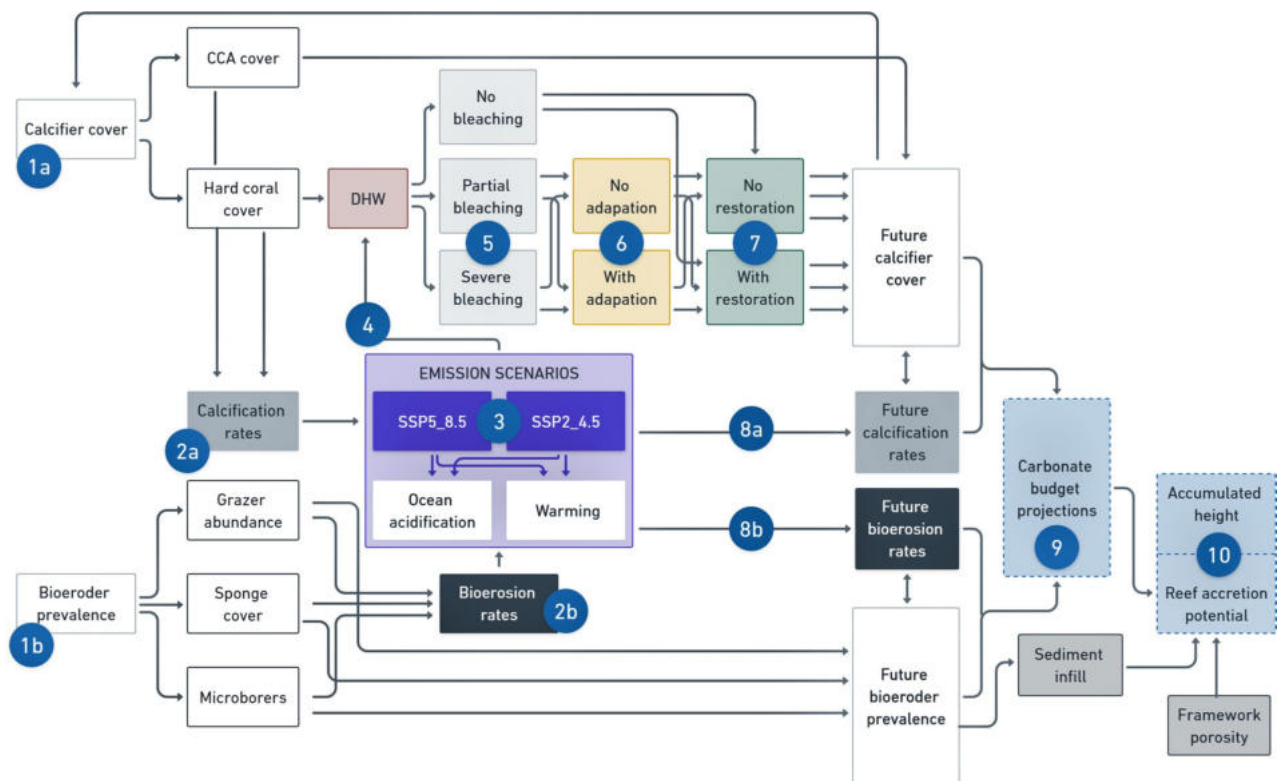 CCA cover
Calcifier cover
1a
Hard coral
cover
DHW
No
bleaching
Partial
bleaching
5
Severe
bleaching
No
adapation
6
With
adapation
No
restoration
7
With
restoration
Future
calcifier
cover
4
EMISSION SCENARIOS
SSP5_8.5
3
SSP2_4.5
Ocean
acidification
Warming
Calcification
rates
2a
8a
Future
calcification
rates
8b
Future
bioerosion
rates
Carbonate
budget
projections
9
Accumulated
height
10
Reef accretion
potential
Grazer
abundance
Bioeroder
prevalence
1b
Sponge
cover
Microborers
Bioerosion
rates
2b
Future
bioeroder
prevalence
Sediment
infill
Framework
porosity